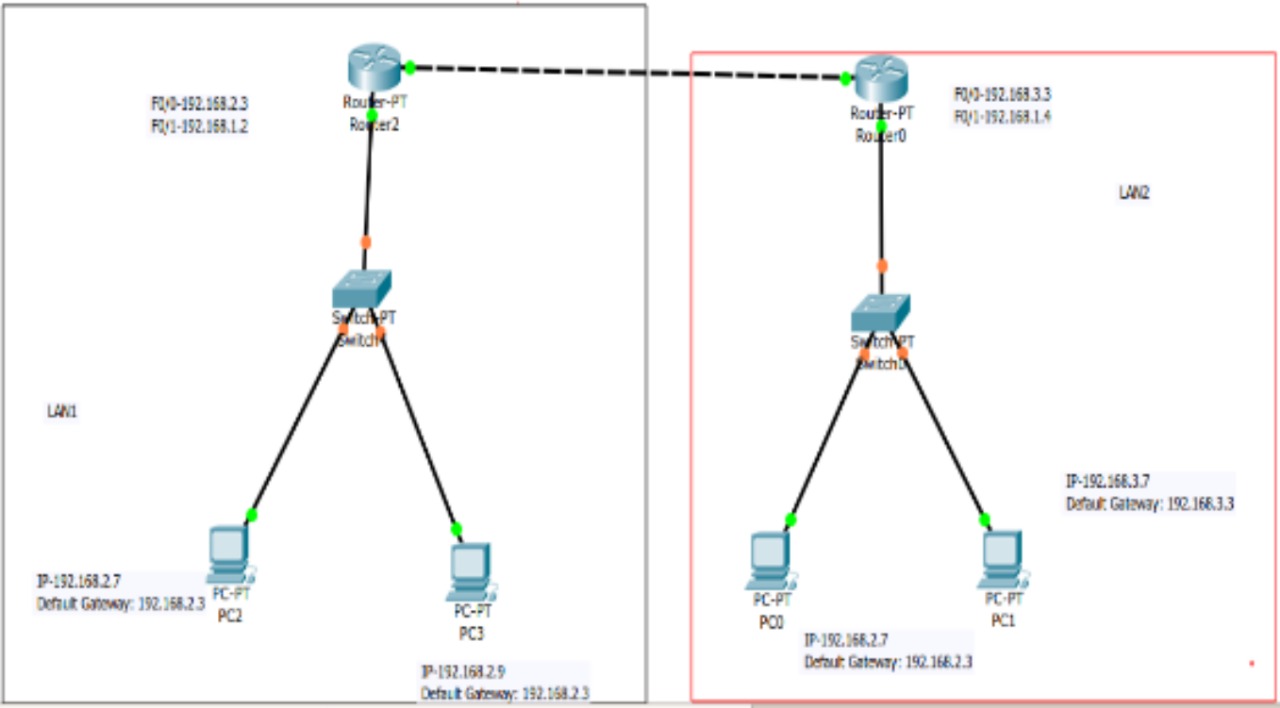 F0/0-192.168.2.3
F0/1-192.168.1.2
Router-PT
Router2
Router-PT
Router0
F0/0-192.168.3.3
F0/1-192.168.1.4
LAN2
Switch-PT
Switch
Switch-PT
Switch0
LAN1
IP-192.168.3.7
Default Gateway: 192.168.3.3
IP-192.168.2.7
Default Gateway: 192.168.2.3
PC-PT
PC2
PC-PT
PC3
PC-PT
PC0
PC-PT
PC1
IP-192.168.2.7
Default Gateway: 192.168.2.3
IP-192.168.2.9
Default Gateway: 192.168.2.3